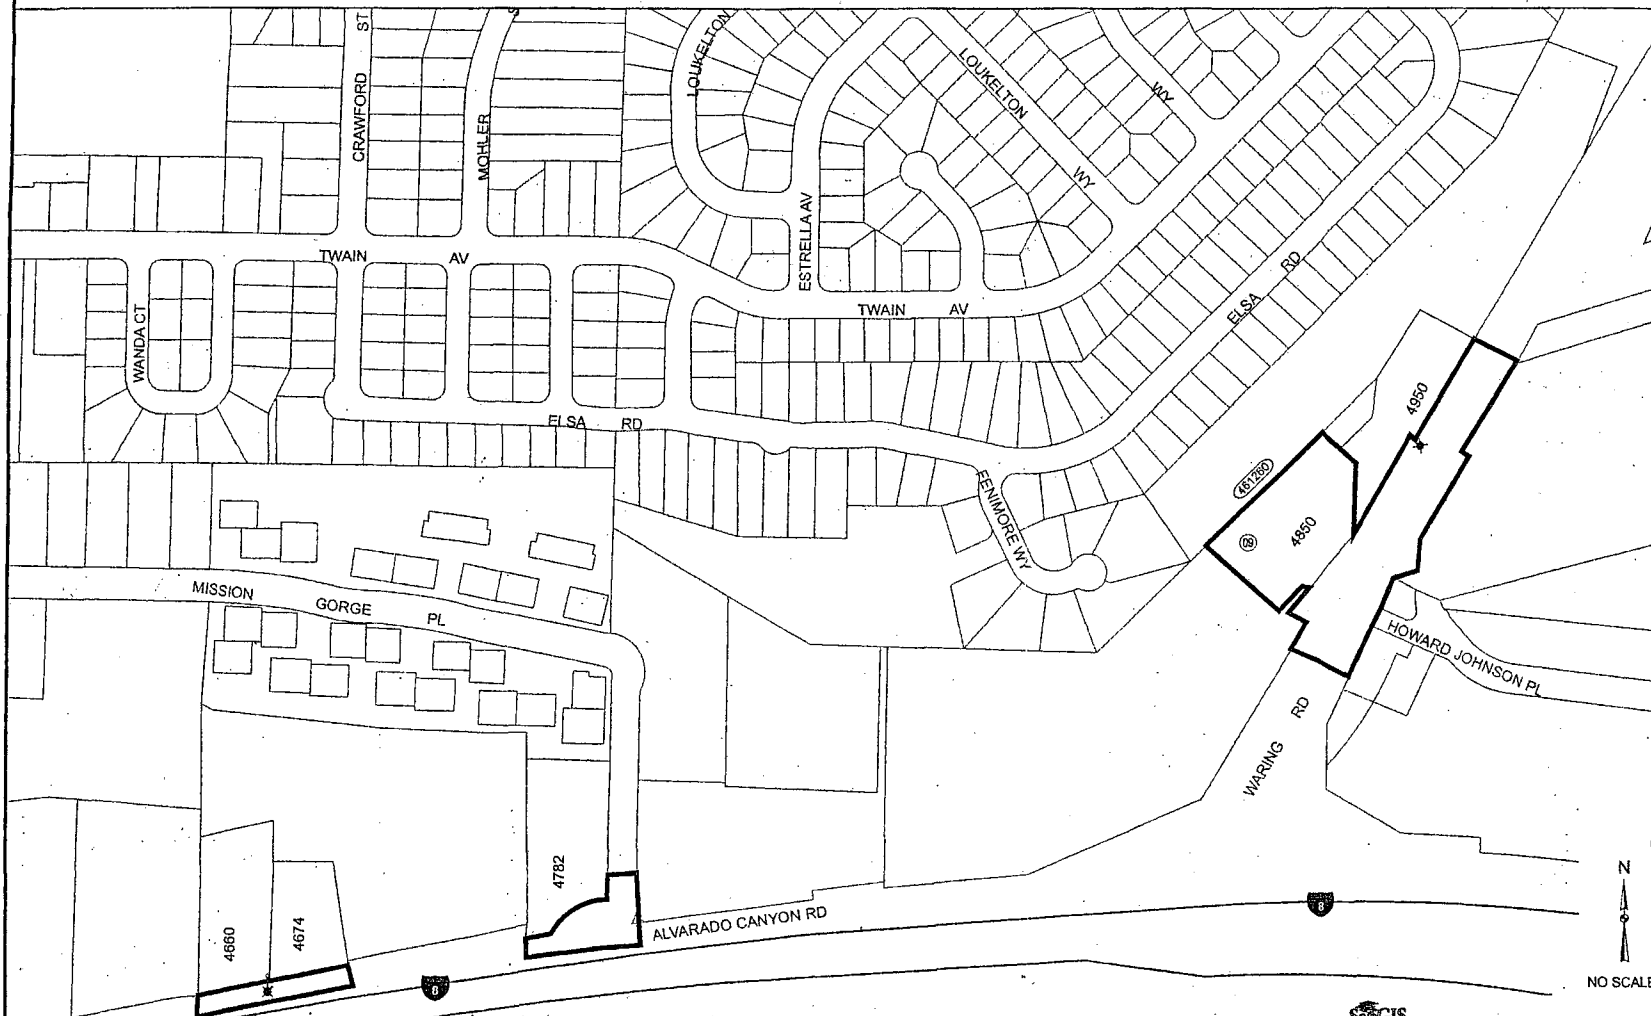 ST
CRAWFORD
MOHLER
LOUKELTON
LOUKELTON
WY
WY
ESTRELLA AV
TWAIN AV
TWAIN AV
WANDA CT
ELSA RD
ELSA RD
FENIMORE WY
4950
461260
4850
09
MISSION GORGE PL
HOWARD JOHNSON PL
WARING RD
4782
4660
4674
ALVARADO CANYON RD
8
8
N
NO SCALE
SanGIS